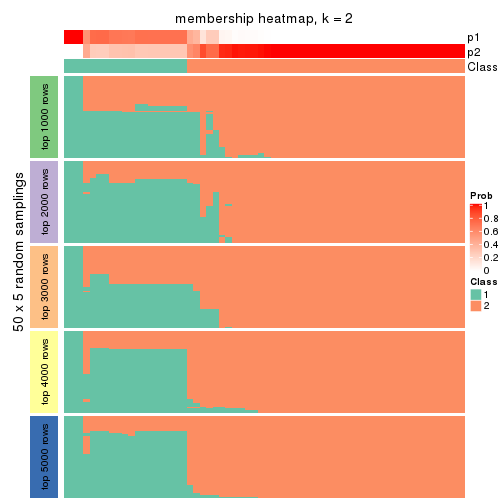 membership heatmap, k = 2
p1
p2
Class
50 x 5 random samplings
top 1000 rows
top 2000 rows
top 3000 rows
top 4000 rows
top 5000 rows
Prob
1
0.8
0.6
0.4
0.2
0
Class
1
2